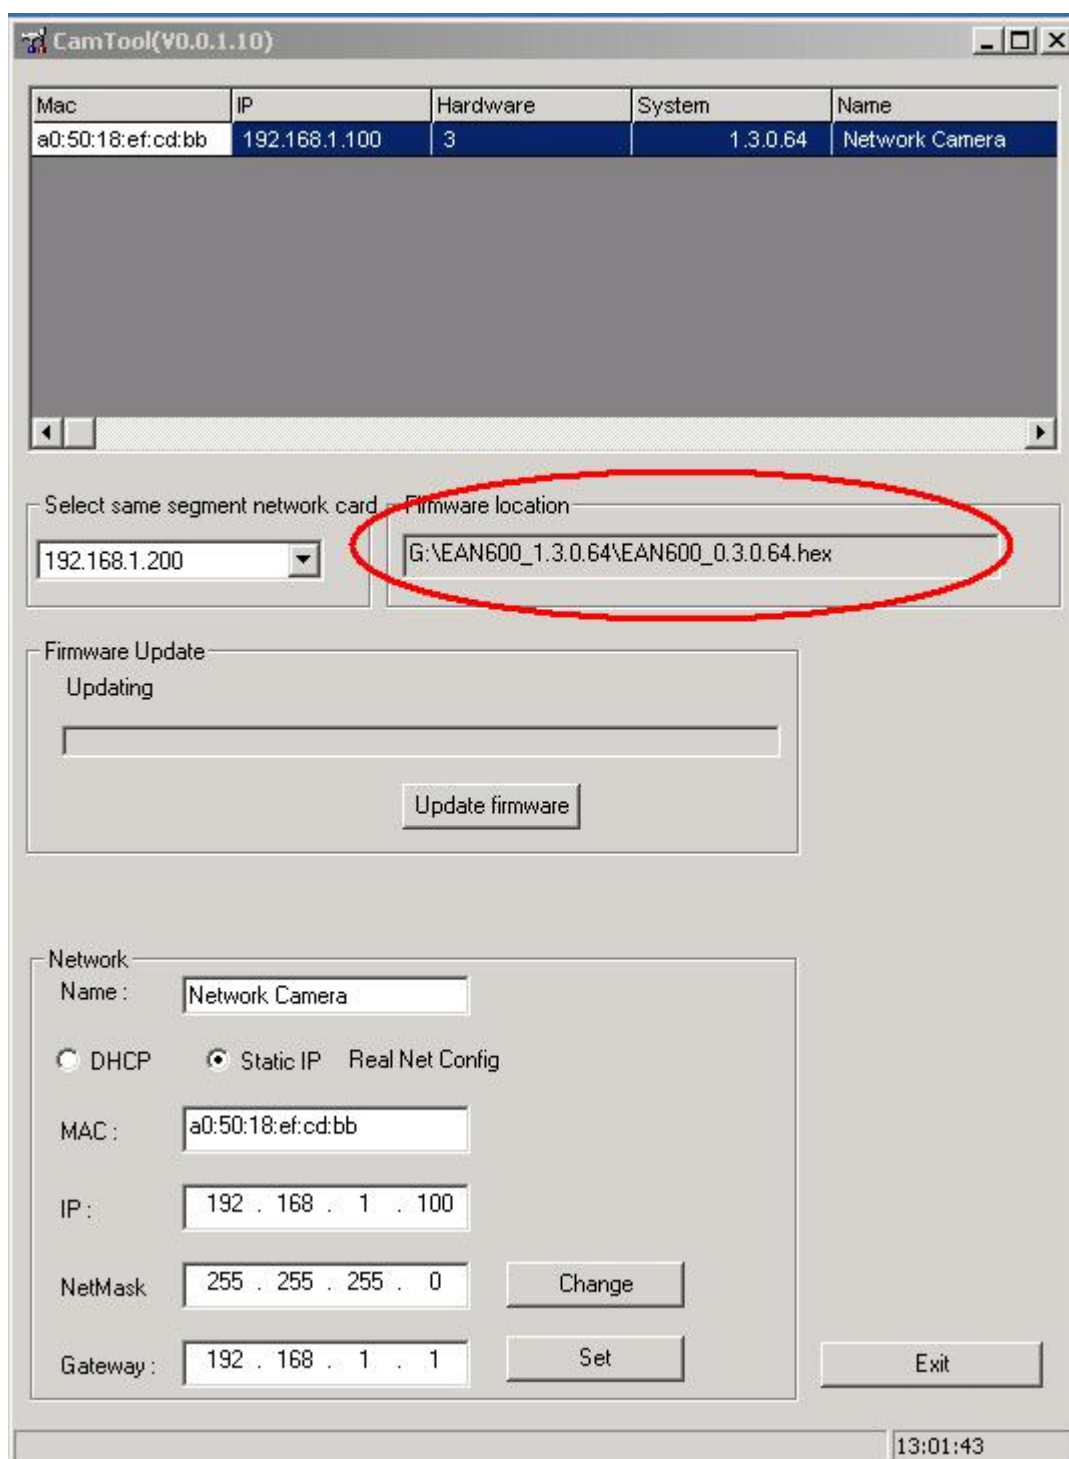 CamTool(V0.0.1.10)
Mac IP Hardware System Name
a0:50:18:ef:cd:bb 192.168.1.100 3 1.3.0.64 Network Camera
Select same segment network card Firmware location
192.168.1.200 G:\EAN600_1.3.0.64\EAN600_0.3.0.64.hex
Firmware Update
Updating
Update firmware
Network
Name : Network Camera
DHCP Static IP Real Net Config
MAC : a0:50:18:ef:cd:bb
IP : 192 . 168 . 1 . 100
NetMask 255 . 255 . 255 . 0 Change
Gateway : 192 . 168 . 1 . 1 Set Exit
13:01:43